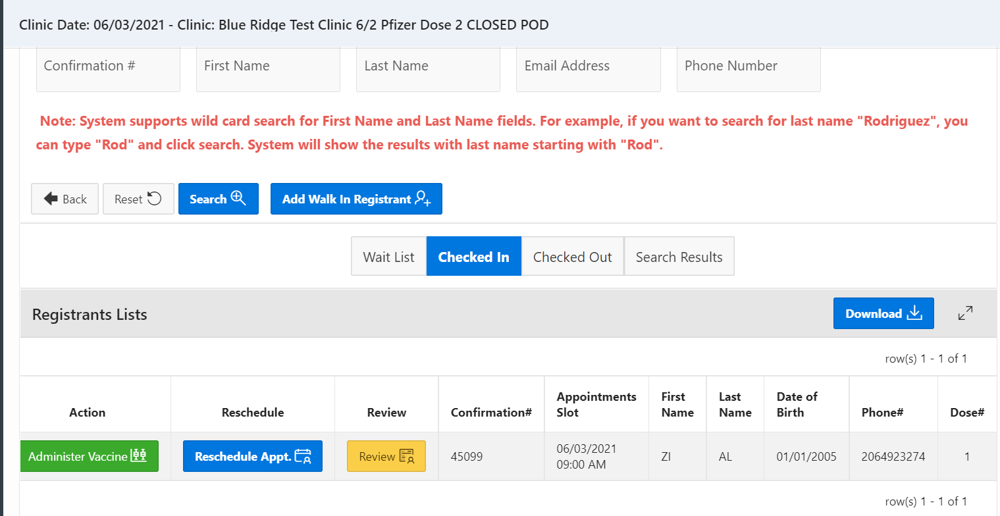 Clinic Date: 06/03/2021 - Clinic: Blue Ridge Test Clinic 6/2 Pfizer Dose 2 CLOSED POD
Confirmation # First Name Last Name Email Address Phone Number
Note: System supports wild card search for First Name and Last Name fields. For example, if you want to search for last name "Rodriguez", you
can type "Rod" and click search. System will show the results with last name starting with "Rod".
Back Reset Search Add Walk In Registrant
Wait List Checked In Checked Out Search Results
Registrants Lists Download
row(s) 1 - 1 of 1
Action Reschedule Review Confirmation# Appointments Slot First Name Last Name Date of Birth Phone# Dose#
Administer Vaccine Reschedule Appt. Review 45099 06/03/2021 09:00 AM ZI AL 01/01/2005 2064923274 1
row(s) 1 - 1 of 1